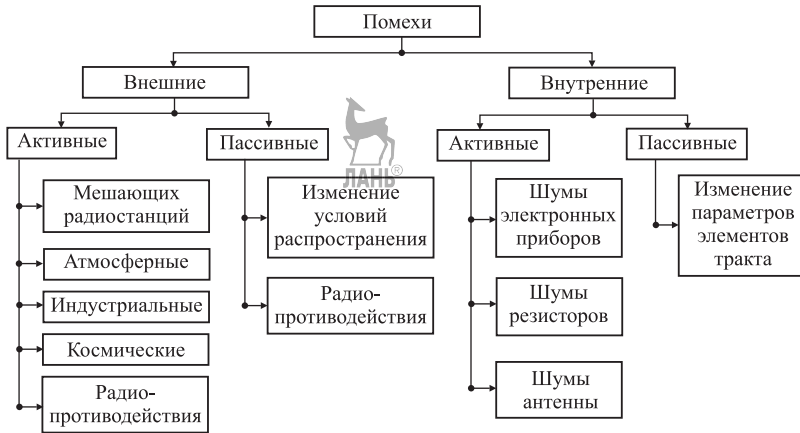 Помехи
Внешние
Внутренние
Активные
Пассивные
Активные
Пассивные
Мешающих
радиостанций
Атмосферные
Индустриальные
Космические
Радио-
противодействия
Изменение
условий
распространения
Радио-
противодействия
Шумы
электронных
приборов
Шумы
резисторов
Шумы
антенны
Изменение
параметров
элементов
тракта
ЛАНЬ®